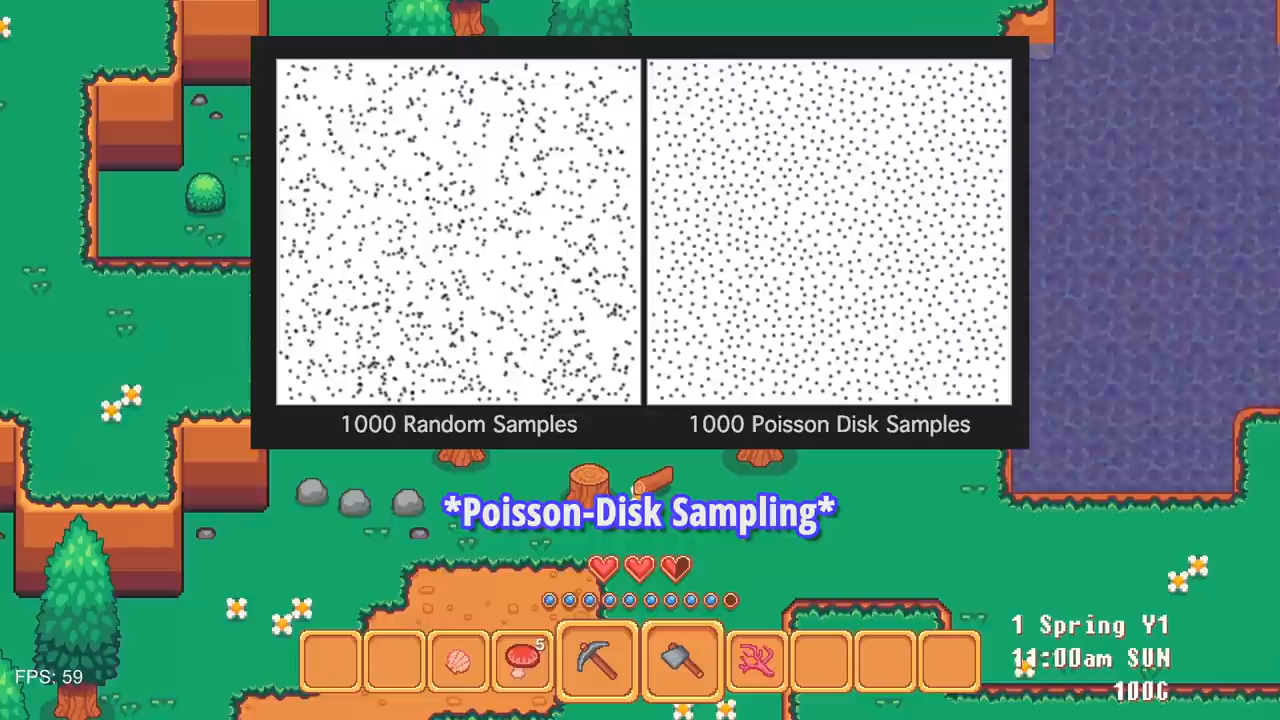 1000 Random Samples
1000 Poisson Disk Samples
*Poisson-Disk Sampling*
5
1 Spring Y1
11:00am SUN
100G
FPS: 59